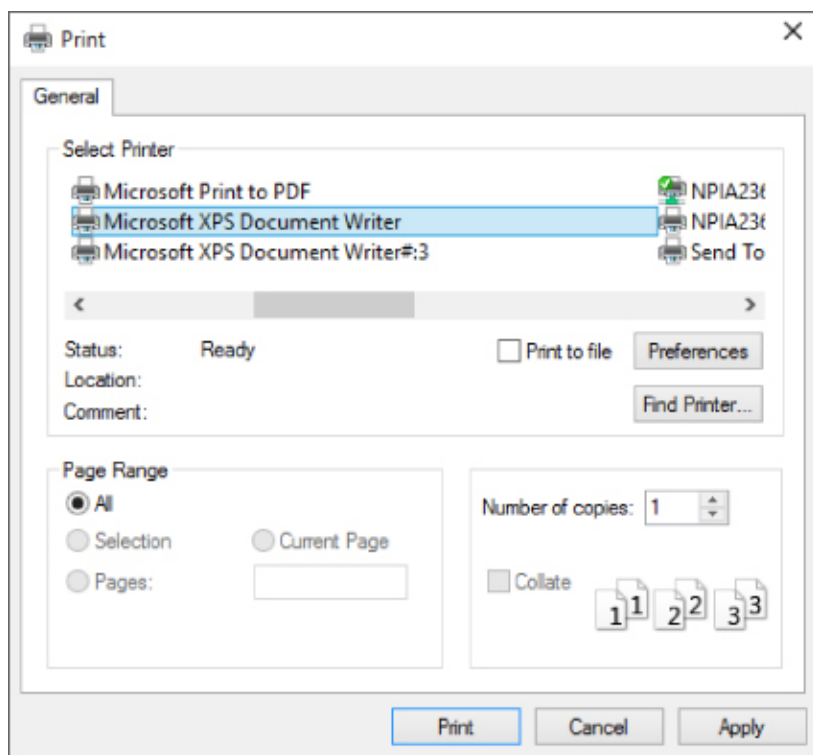 Print
General
Select Printer
Microsoft Print to PDF
NPIA236
Microsoft XPS Document Writer
NPIA236
Microsoft XPS Document Writer#:3
Send To
Status: Ready
Print to file
Preferences
Location:
Comment:
Find Printer...
Page Range
All
Selection
Current Page
Pages:
Number of copies: 1
Collate
1 1 2 2 3 3
Print
Cancel
Apply